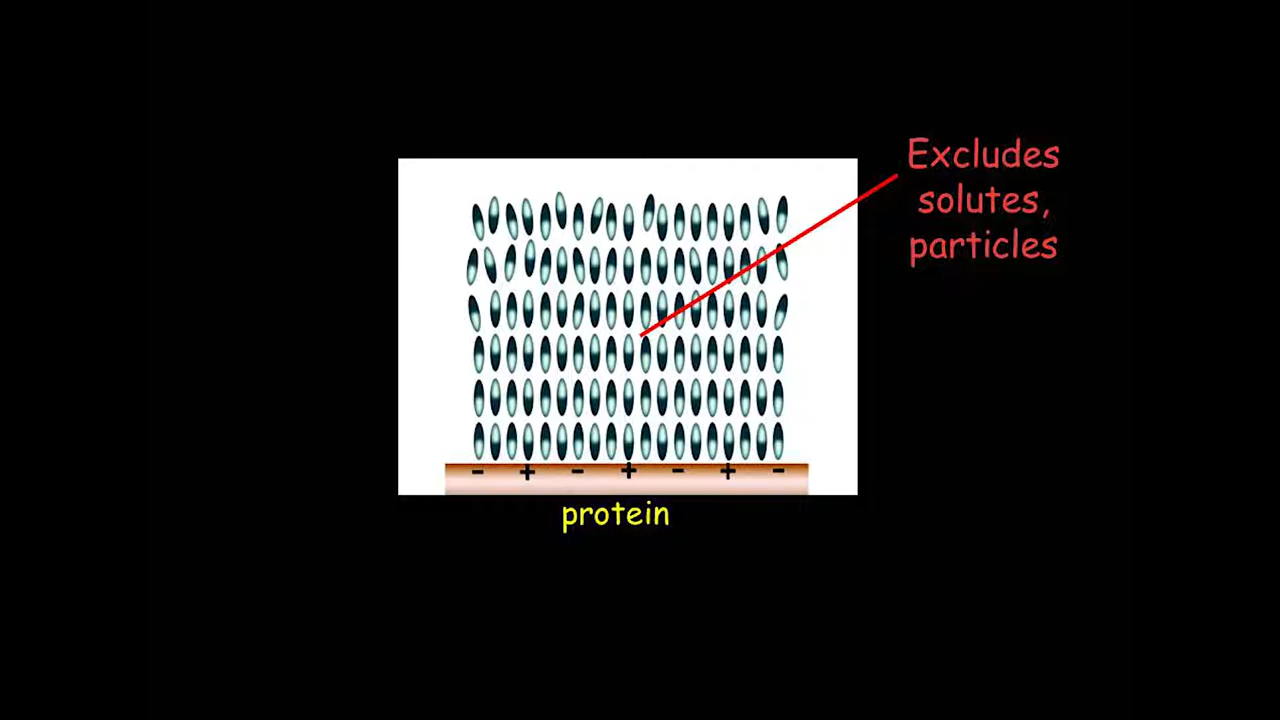 Excludes
solutes,
particles
- + - + - + -
protein